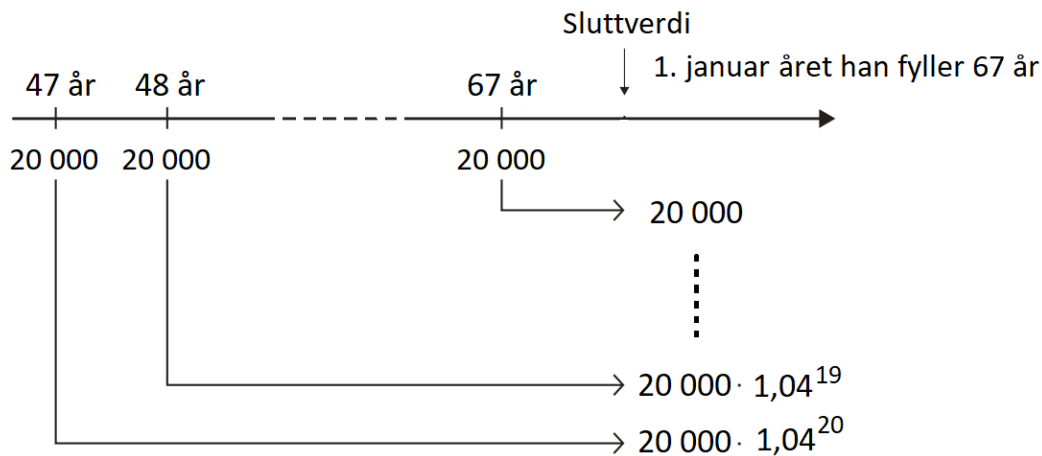 Sluttverdi
1. januar året han fyller 67 år
47 år 48 år 67 år
20 000 20 000 20 000
20 000
20 000 · 1,04^19
20 000 · 1,04^20